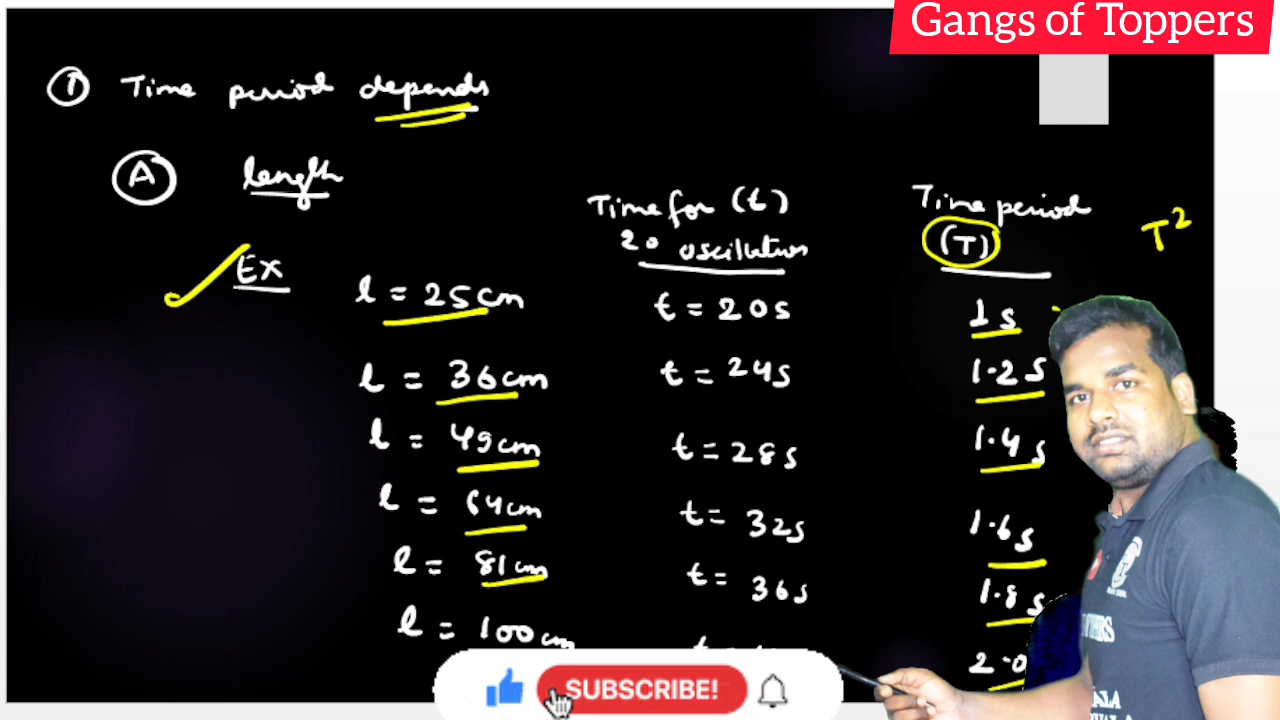 Gangs of Toppers
① Time period depends
Ⓐ length
Time for (t)
20 oscillation
Time period
(T)
T²
Ex
l = 25cm t = 20s 1s
l = 36cm t = 24s 1.2s
l = 49cm t = 28s 1.4s
l = 64cm t = 32s 1.6s
l = 81cm t = 36s 1.8s
l = 100cm 2.0
SUBSCRIBE!